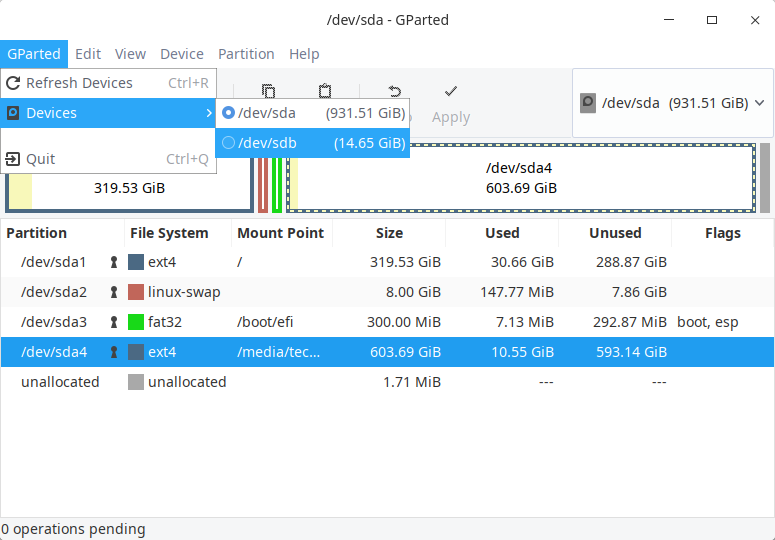 /dev/sda - GParted
GParted Edit View Device Partition Help
Refresh Devices Ctrl+R
Devices
Quit Ctrl+Q
/dev/sda (931.51 GiB)
/dev/sdb (14.65 GiB)
Apply
/dev/sda (931.51 GiB)
319.53 GiB
/dev/sda4
603.69 GiB
Partition File System Mount Point Size Used Unused Flags
/dev/sda1 ext4 / 319.53 GiB 30.66 GiB 288.87 GiB
/dev/sda2 linux-swap 8.00 GiB 147.77 MiB 7.86 GiB
/dev/sda3 fat32 /boot/efi 300.00 MiB 7.13 MiB 292.87 MiB boot, esp
/dev/sda4 ext4 /media/tec... 603.69 GiB 10.55 GiB 593.14 GiB
unallocated unallocated 1.71 MiB --- ---
0 operations pending